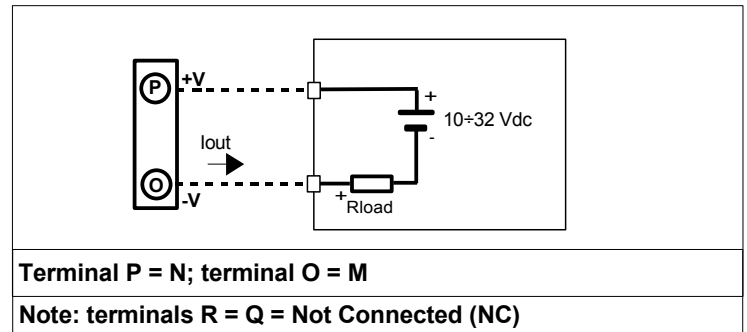 P +V
+
10÷32 Vdc
-
Iout
O -V
+ Rload
Terminal P = N; terminal O = M
Note: terminals R = Q = Not Connected (NC)